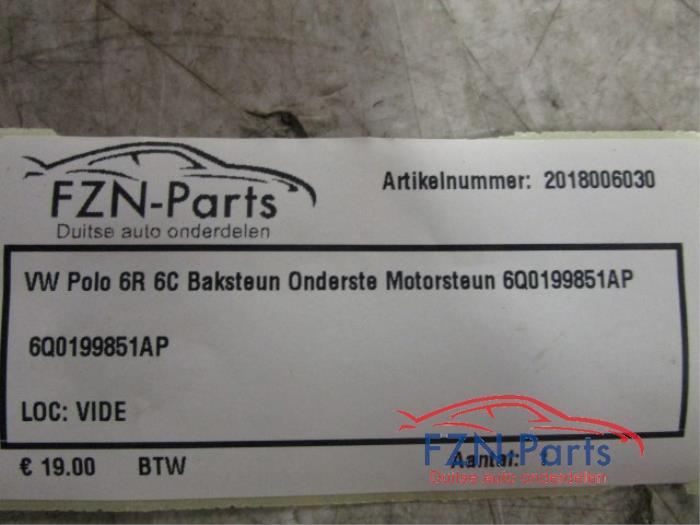 FZN-Parts
Duitse auto onderdelen
Artikelnummer: 2018006030
VW Polo 6R 6C Baksteun Onderste Motorsteun 6Q0199851AP
6Q0199851AP
LOC: VIDE
€ 19.00 BTW Aantal:
FZN-Parts
Duitse auto onderdelen